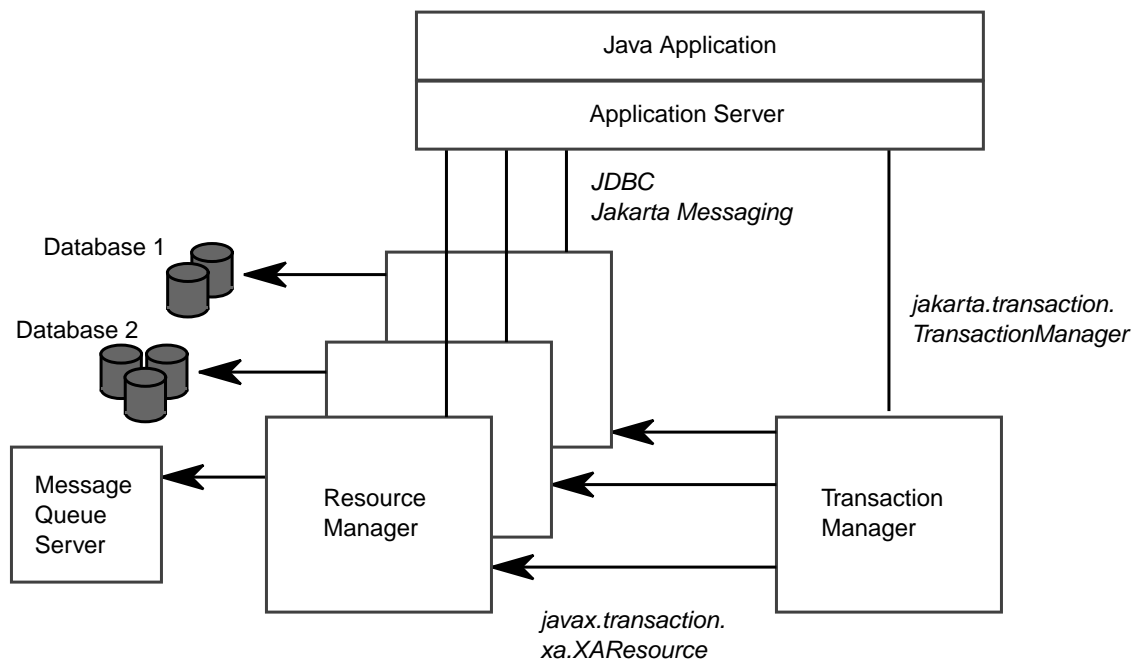 Java Application
Application Server
JDBC
Jakarta Messaging
Database 1
jakarta.transaction.
TransactionManager
Database 2
Message
Queue
Server
Resource
Manager
Transaction
Manager
javax.transaction.
xa.XAResource